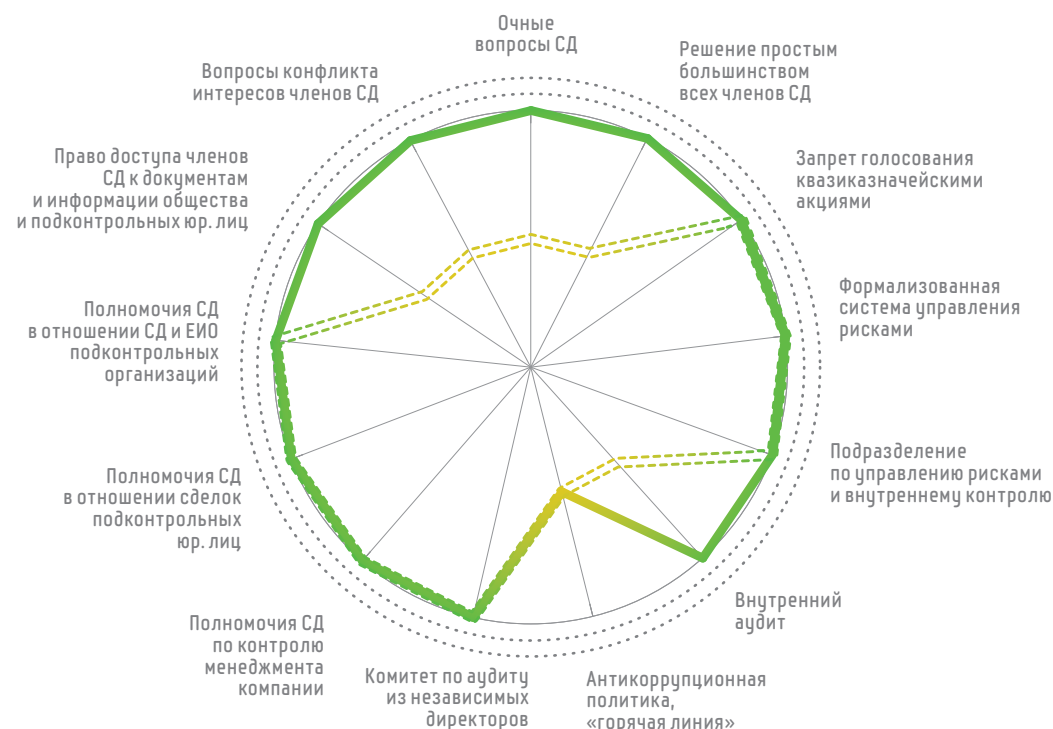 Очные
вопросы СД
Решение простым
большинством
всех членов СД
Запрет голосования
квазиказначейскими
акциями
Формализованная
система управления
рисками
Подразделение
по управлению рисками
и внутреннему контролю
Внутренний
аудит
Антикоррупционная
политика,
«горячая линия»
Комитет по аудиту
из независимых
директоров
Полномочия СД
по контролю
менеджмента
компании
Полномочия СД
в отношении сделок
подконтрольных
юр. лиц
Полномочия СД
в отношении СД и ЕИО
подконтрольных
организаций
Право доступа членов
СД к документам
и информации общества
и подконтрольных юр. лиц
Вопросы конфликта
интересов членов СД